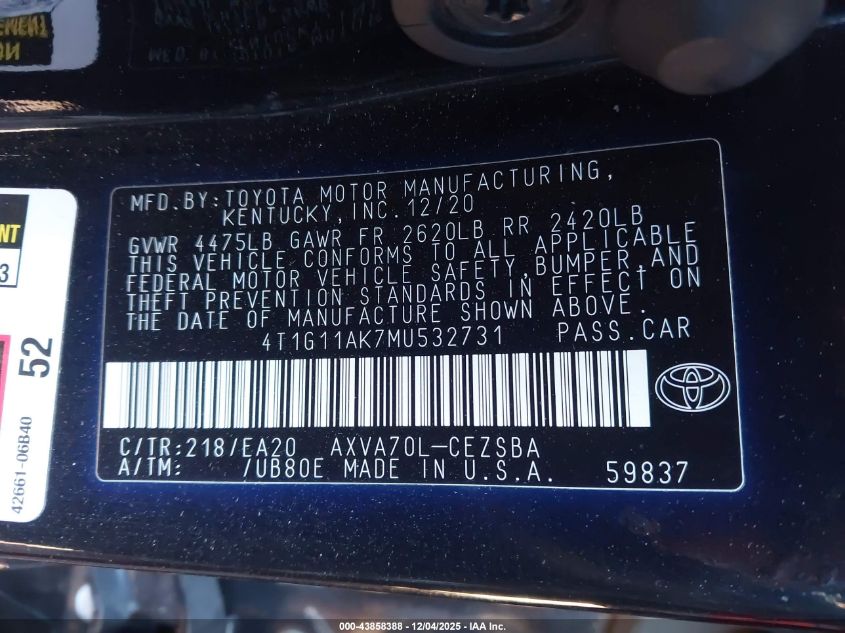 MFD.BY:TOYOTA MOTOR MANUFACTURING,
KENTUCKY,INC.12/20
GVWR 4475LB GAWR FR 2620LB RR 2420LB
THIS VEHICLE CONFORMS TO ALL APPLICABLE
FEDERAL MOTOR VEHICLE SAFETY,BUMPER,AND
THEFT PREVENTION STANDARDS IN EFFECT ON
THE DATE OF MANUFACTURE SHOWN ABOVE.
4T1G11AK7MU532731 PASS.CAR
C/TR:218/EA20 AXVA70L-CEZSBA
A/TM: /UB80E MADE IN U.S.A. 59837
3
52
42661-06B40
000-43858388 - 12/04/2025 - IAA Inc.